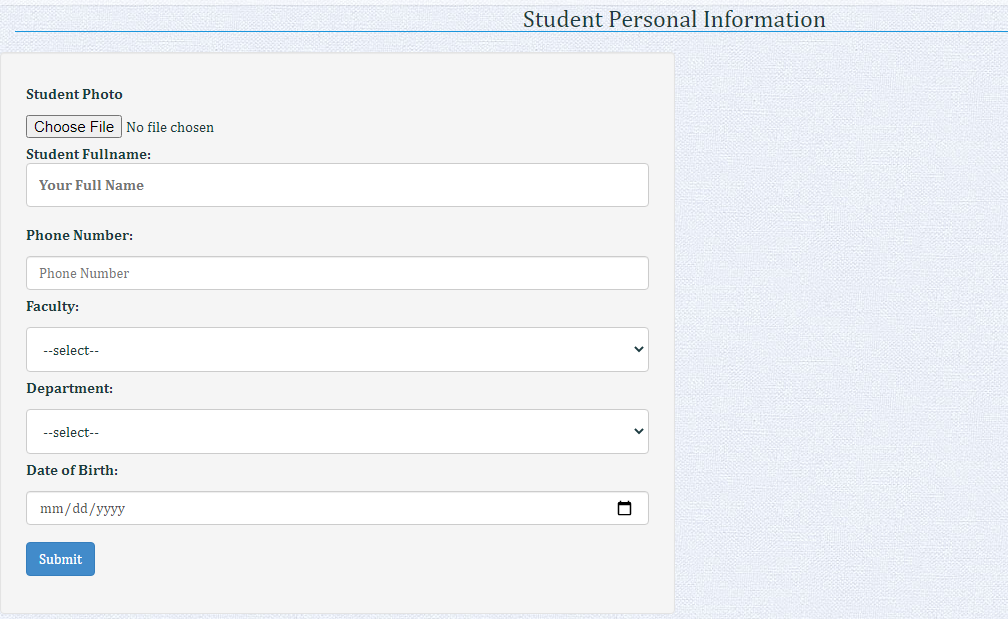 Student Personal Information
Student Photo
Choose File No file chosen
Student Fullname:
Your Full Name
Phone Number:
Phone Number
Faculty:
--select--
Department:
--select--
Date of Birth:
mm/dd/yyyy
Submit